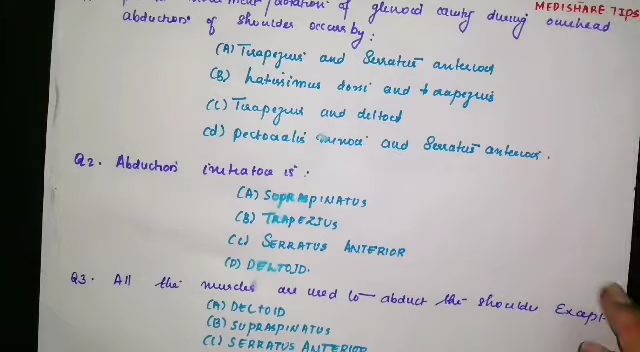 rotation of glenoid cavity during overhead
MEDISHARE TIPS
abduction of shoulder occurs by:
(A) Trapezius and Serratus anterior
(B) Latissimus dorsi and trapezius
(C) Trapezius and deltoid
(d) Pectoralis minor and Serratus anterior.
Q2. Abduction initiator is:
(A) SUPRASPINATUS
(B) TRAPEZIUS
(C) SERRATUS ANTERIOR
(D) DELTOID.
Q3. All the muscles are used to abduct the shoulder Except
(A) DELTOID
(B) SUPRASPINATUS
(C) SERRATUS ANTERIOR